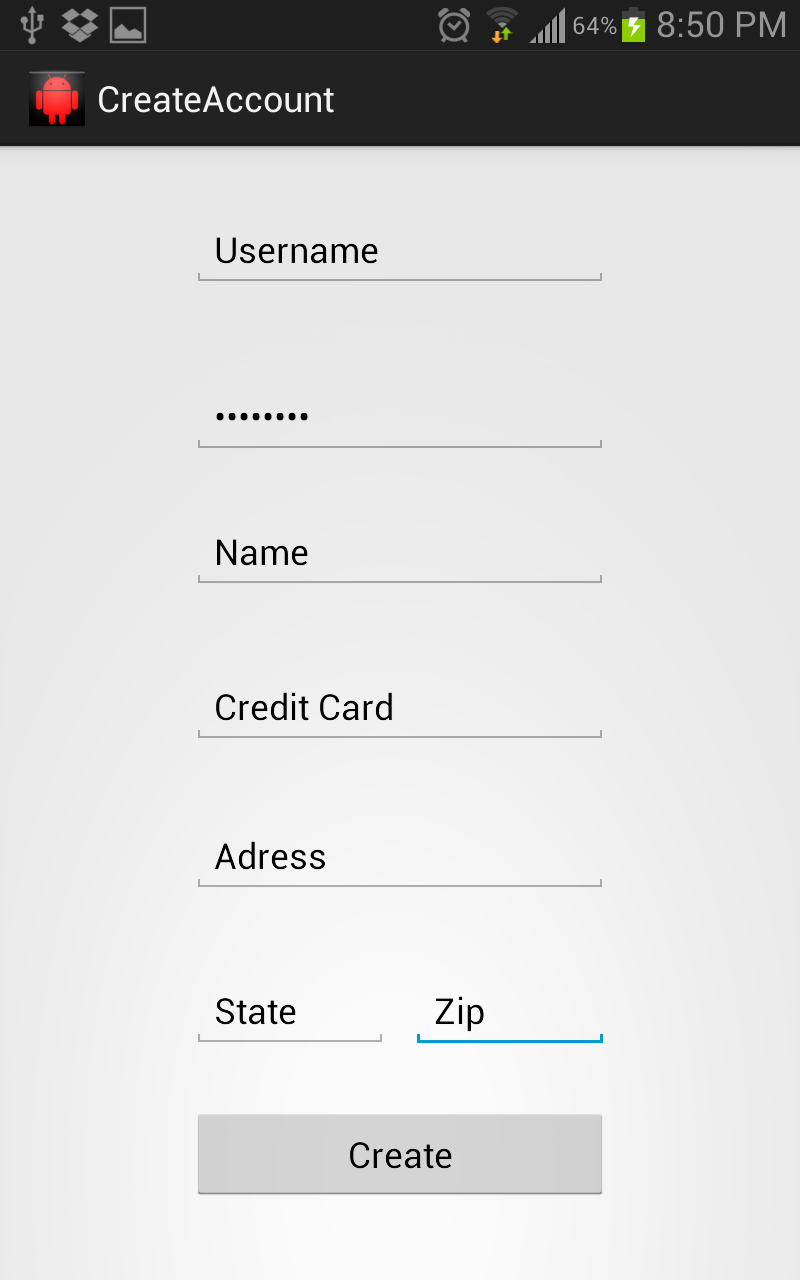 64% 8:50 PM
CreateAccount
Username
••••••••
Name
Credit Card
Adress
State Zip
Create